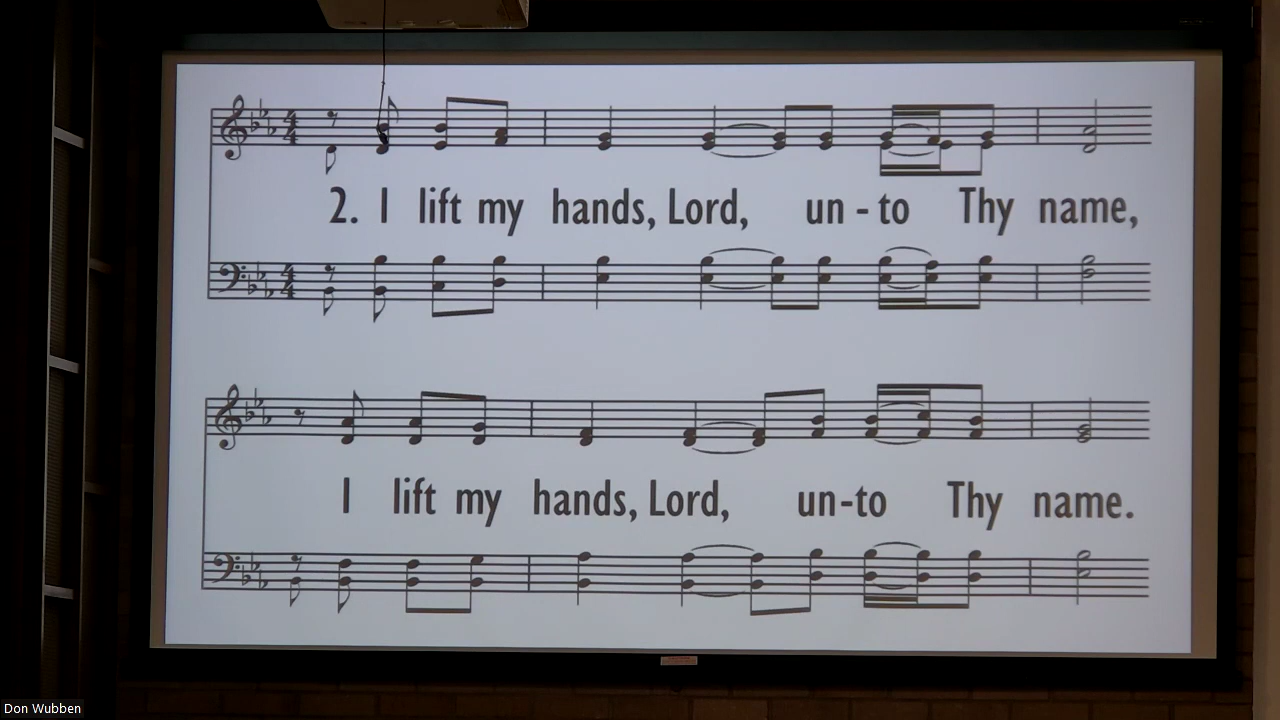 2. I lift my hands, Lord, un - to Thy name,
I lift my hands, Lord, un-to Thy name.
Don Wubben